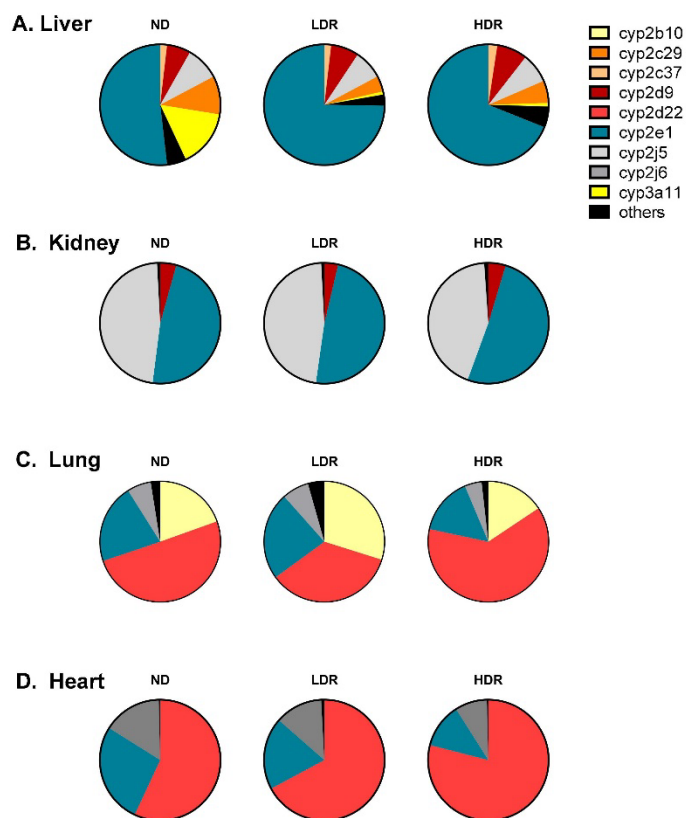 A. Liver
ND
LDR
HDR
cyp2b10
cyp2c29
cyp2c37
cyp2d9
cyp2d22
cyp2e1
cyp2j5
cyp2j6
cyp3a11
others
B. Kidney
ND
LDR
HDR
C. Lung
ND
LDR
HDR
D. Heart
ND
LDR
HDR